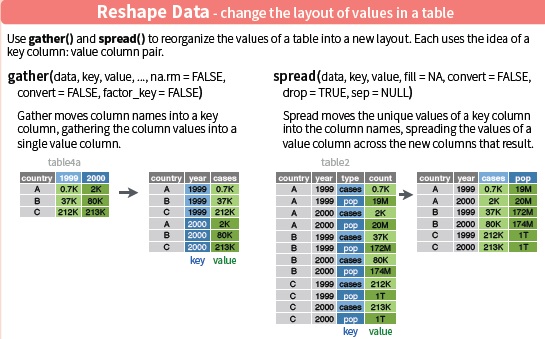 Reshape Data - change the layout of values in a table
Use gather() and spread() to reorganize the values of a table into a new layout. Each uses the idea of a
key column: value column pair.
gather(data, key, value, ..., na.rm = FALSE,
convert = FALSE, factor_key = FALSE)
Gather moves column names into a key
column, gathering the column values into a
single value column.
table4a
country 1999 2000
A 0.7K 2K
B 37K 80K
C 212K 213K
country year cases
A 1999 0.7K
B 1999 37K
C 1999 212K
A 2000 2K
B 2000 80K
C 2000 213K
key value
spread(data, key, value, fill = NA, convert = FALSE,
drop = TRUE, sep = NULL)
Spread moves the unique values of a key column
into the column names, spreading the values of a
value column across the new columns that result.
table2
country year type count
A 1999 cases 0.7K
A 1999 pop 19M
A 2000 cases 2K
A 2000 pop 20M
B 1999 cases 37K
B 1999 pop 172M
B 2000 cases 80K
B 2000 pop 174M
C 1999 cases 212K
C 1999 pop 1T
C 2000 cases 213K
C 2000 pop 1T
key value
country year cases pop
A 1999 0.7K 19M
A 2000 2K 20M
B 1999 37K 172M
B 2000 80K 174M
C 1999 212K 1T
C 2000 213K 1T